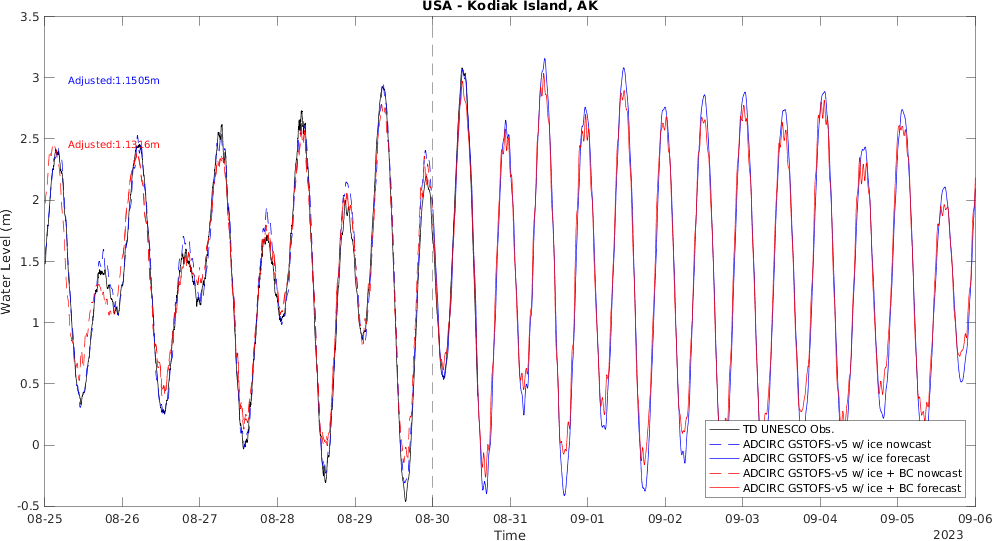 USA - Kodiak Island, AK
3.5
3
2.5
2
1.5
1
0.5
0
-0.5
Water Level (m)
Adjusted:1.1505m
Adjusted:1.1316m
TD UNESCO Obs.
ADCIRC GSTOFS-v5 w/ ice nowcast
ADCIRC GSTOFS-v5 w/ ice forecast
ADCIRC GSTOFS-v5 w/ ice + BC nowcast
ADCIRC GSTOFS-v5 w/ ice + BC forecast
08-25 08-26 08-27 08-28 08-29 08-30 08-31 09-01 09-02 09-03 09-04 09-05 09-06
Time
2023